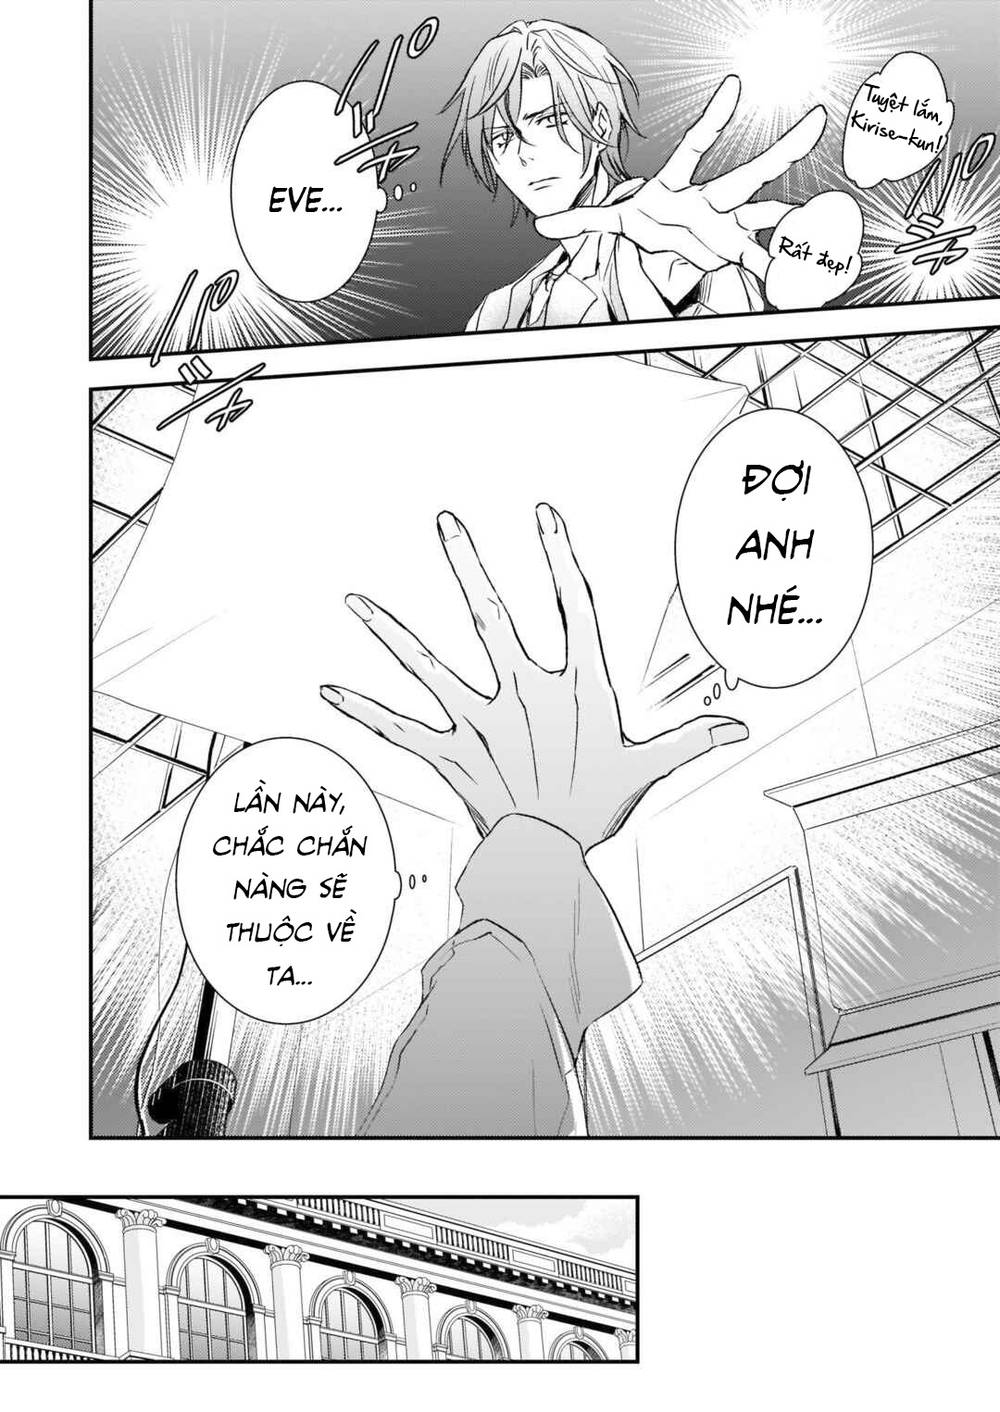 Tuyệt lắm,
Kirise-kun!
Rất đẹp!
EVE...
ĐỢI
ANH
NHÉ...
LẦN NÀY,
CHẮC CHẮN
NÀNG SẼ
THUỘC VỀ
TA...